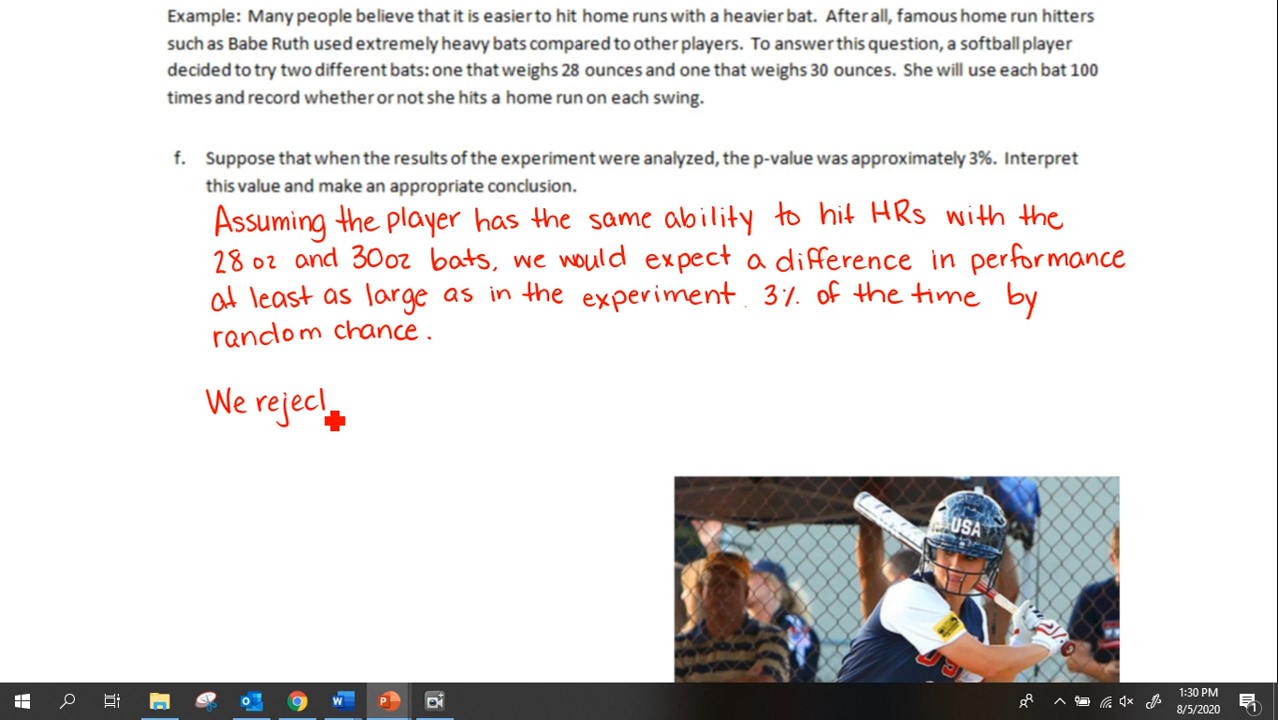 Example: Many people believe that it is easier to hit home runs with a heavier bat. After all, famous home run hitters
such as Babe Ruth used extremely heavy bats compared to other players. To answer this question, a softball player
decided to try two different bats: one that weighs 28 ounces and one that weighs 30 ounces. She will use each bat 100
times and record whether or not she hits a home run on each swing.
f. Suppose that when the results of the experiment were analyzed, the p-value was approximately 3%. Interpret
this value and make an appropriate conclusion.
Assuming the player has the same ability to hit HRs with the
28 oz and 30oz bats, we would expect a difference in performance
at least as large as in the experiment 3% of the time by
random chance.
We reject
USA
1:30 PM
8/5/2020
1